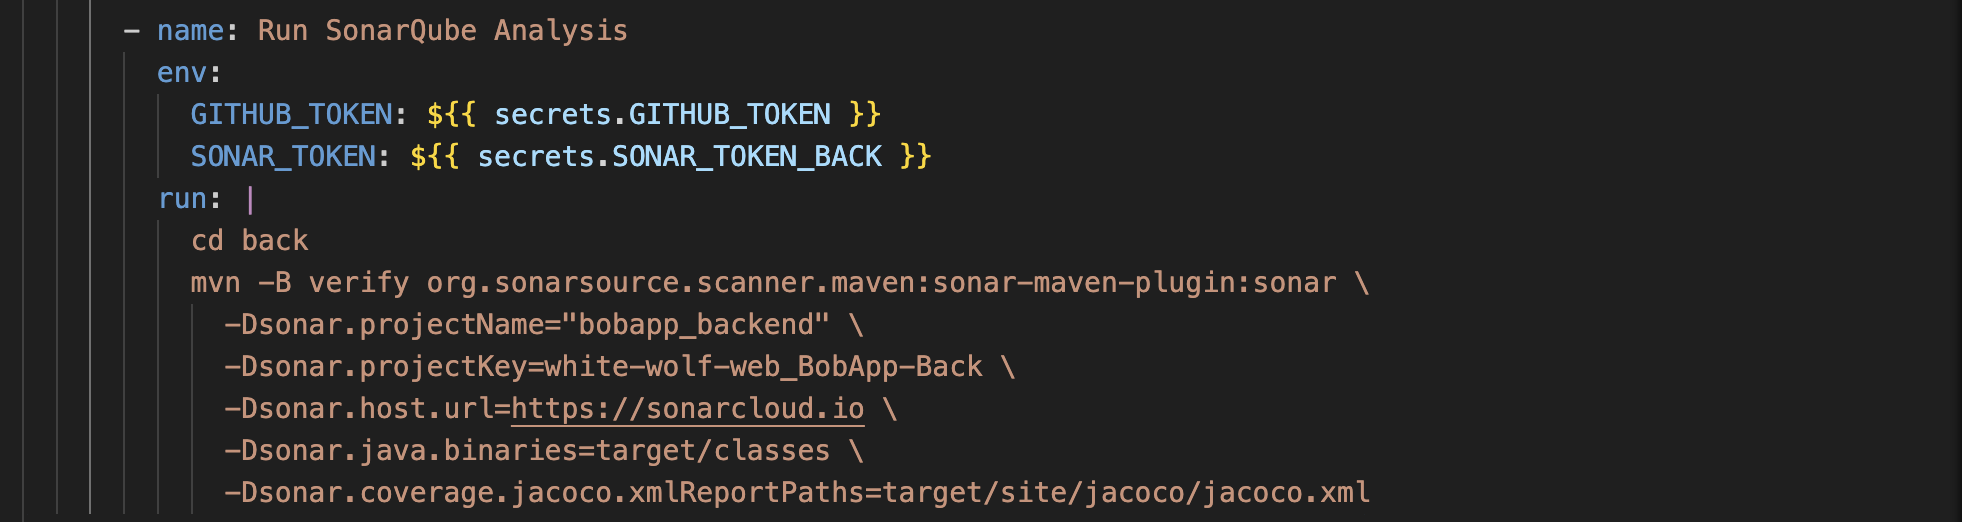 - name: Run SonarQube Analysis
env:
GITHUB_TOKEN: ${{ secrets.GITHUB_TOKEN }}
SONAR_TOKEN: ${{ secrets.SONAR_TOKEN_BACK }}
run: |
cd back
mvn -B verify org.sonarsource.scanner.maven:sonar-maven-plugin:sonar \
-Dsonar.projectName="bobapp_backend" \
-Dsonar.projectKey=white-wolf-web_BobApp-Back \
-Dsonar.host.url=https://sonarcloud.io \
-Dsonar.java.binaries=target/classes \
-Dsonar.coverage.jacoco.xmlReportPaths=target/site/jacoco/jacoco.xml